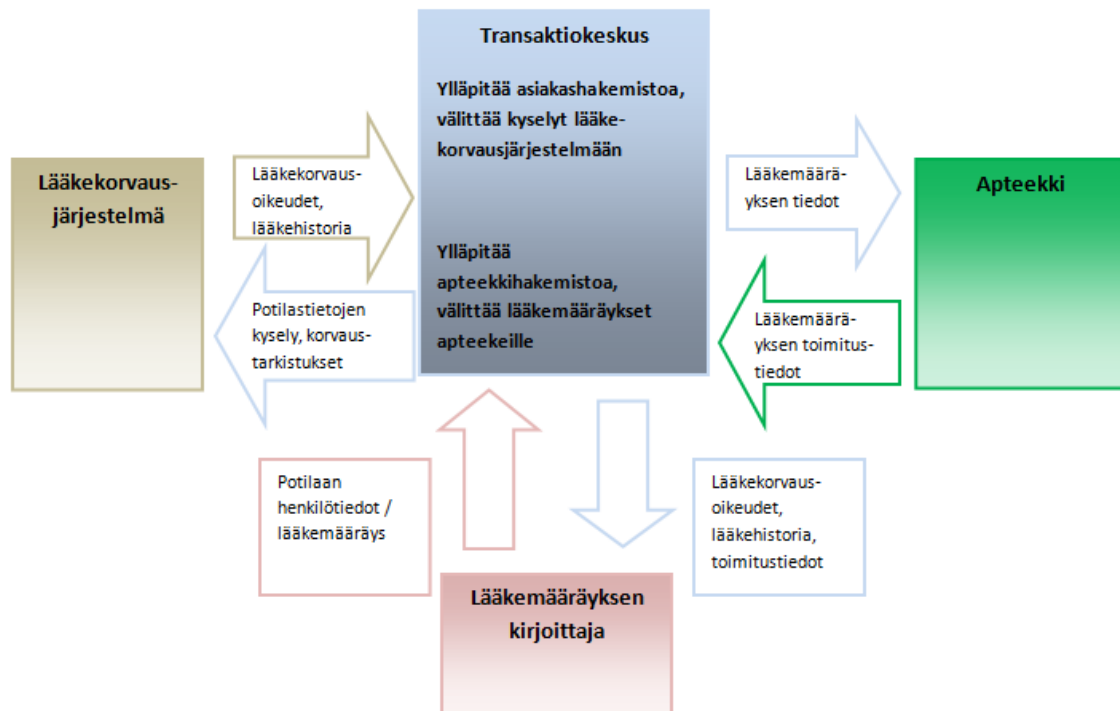 Transaktiokeskus
Ylläpitää asiakashakemistoa,
välittää kyselyt lääke-
korvausjärjestelmään
Ylläpitää
apteekkihakemistoa,
välittää lääkemääräykset
apteekeille
Lääkekorvaus-
järjestelmä
Lääkekorvaus-
oikeudet,
lääkehistoria
Potilastietojen
kysely, korvaus-
tarkistukset
Lääkemäärä-
yksen tiedot
Apteekki
Lääkemäärä-
yksen toimitus-
tiedot
Potilaan
henkilötiedot /
lääkemääräys
Lääkekorvaus-
oikeudet,
lääkehistoria,
toimitustiedot
Lääkemääräyksen
kirjoittaja